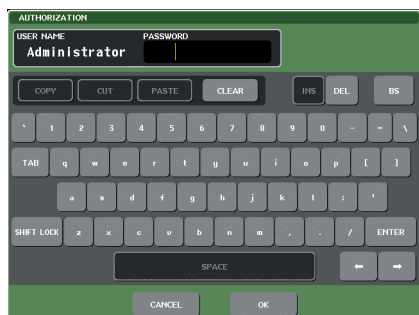 AUTHORIZATION
USER NAME PASSWORD
Administrator
COPY CUT PASTE CLEAR INS DEL BS
` 1 2 3 4 5 6 7 8 9 0 - = \
TAB q w e r t y u i o p [ ]
a s d f g h j k l ; '
SHIFT LOCK z x c v b n m , . / ENTER
SPACE ← →
CANCEL OK